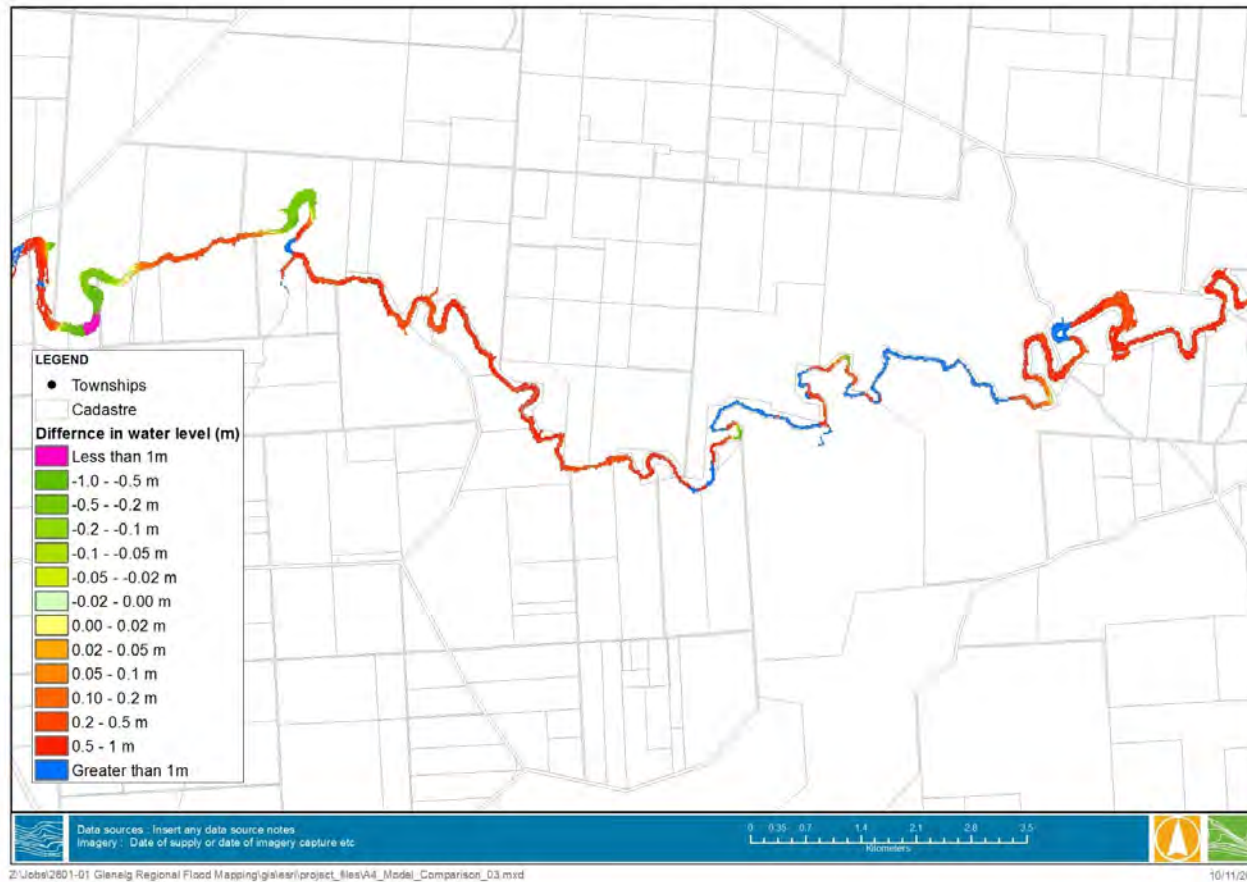 LEGEND
Townships
Cadastre
Differnce in water level (m)
Less than 1m
-1.0 - -0.5 m
-0.5 - -0.2 m
-0.2 - -0.1 m
-0.1 - -0.05 m
-0.05 - -0.02 m
-0.02 - 0.00 m
0.00 - 0.02 m
0.02 - 0.05 m
0.05 - 0.1 m
0.10 - 0.2 m
0.2 - 0.5 m
0.5 - 1 m
Greater than 1m
Data sources : Insert any data source notes
Imagery : Date of supply or date of imagery capture etc
0 0.35 0.7 1.4 2.1 2.8 3.5
Kilometers
Z:\Jobs\2601-01 Glenelg Regional Flood Mapping\gis\esri\project_files\A4_Model_Comparison_03.mxd
10/11/20